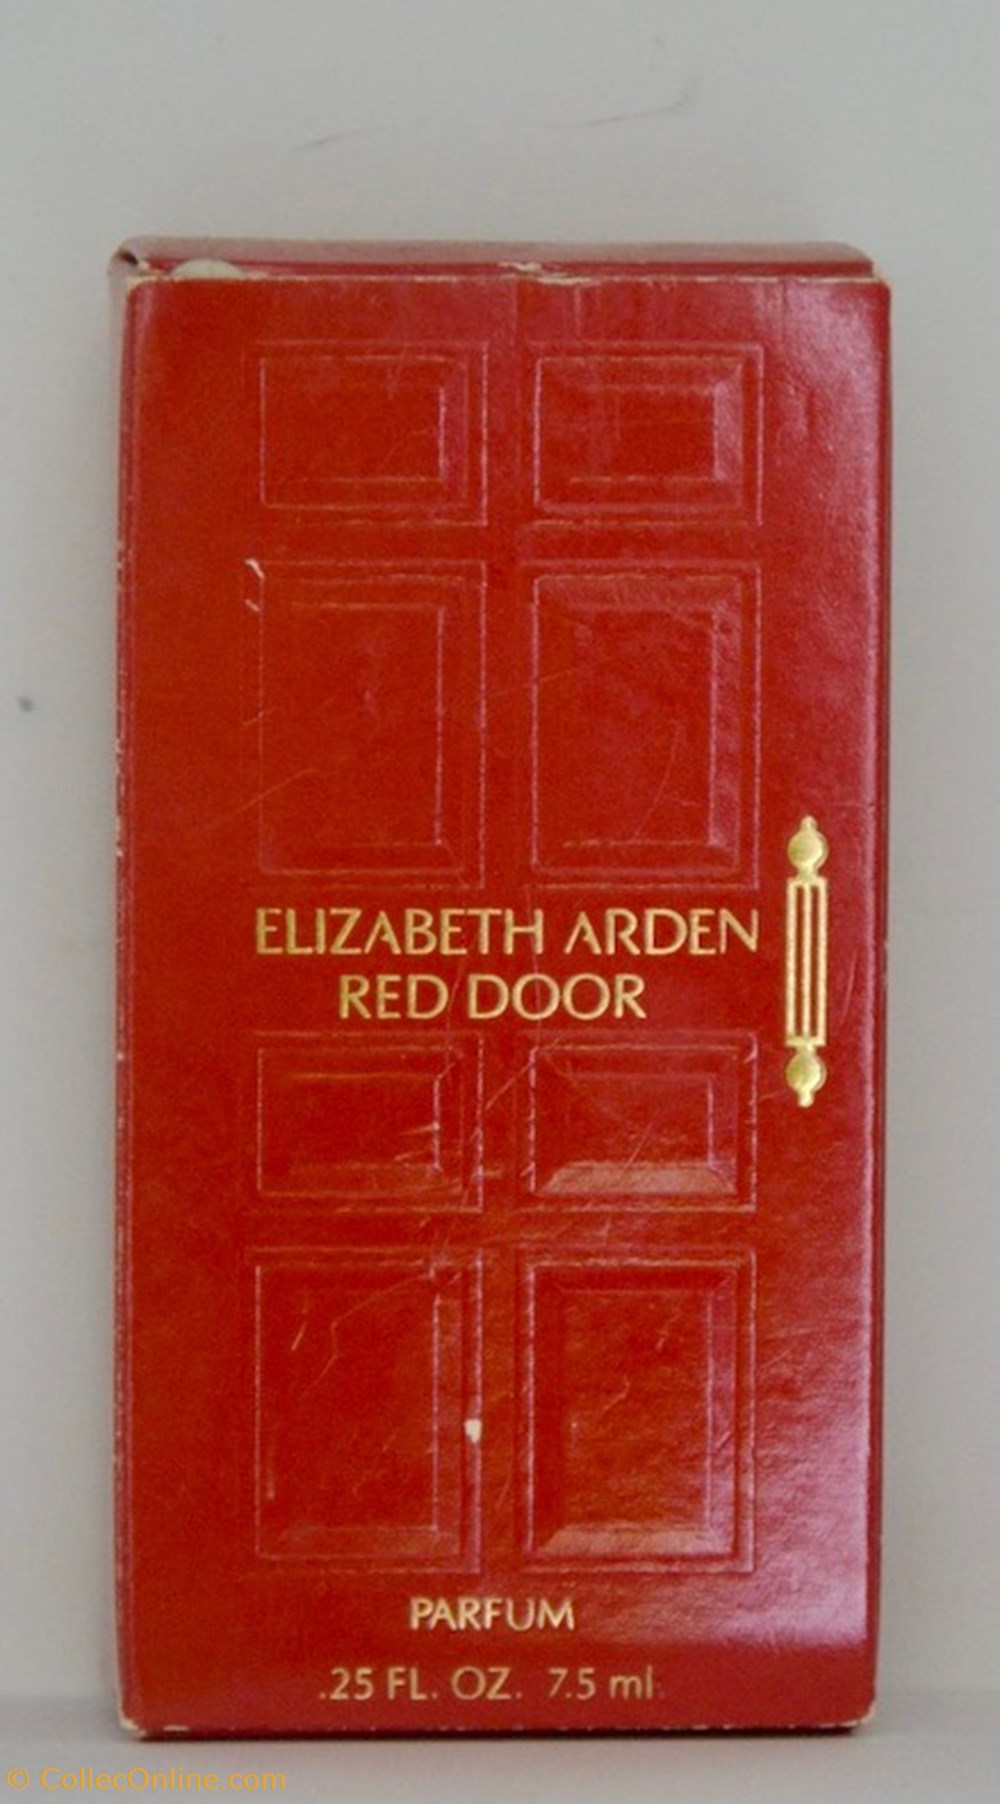 ELIZABETH ARDEN
RED DOOR
PARFUM
.25 FL. OZ. 7.5 ml.
© CollecOnline.com